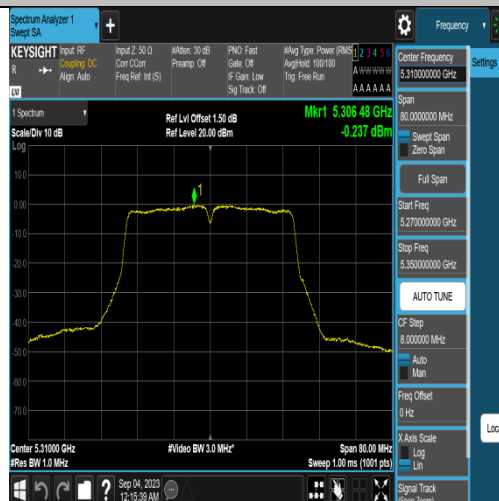 Spectrum Analyzer 1
Swept SA
Frequency
KEYSIGHT
R
Input: RF
Coupling: DC
Align: Auto
Input Z: 50 Ω
Corr CCorr
Freq Ref: Int (S)
#Atten: 30 dB
Preamp: Off
PNO: Fast
Gate: Off
IF Gain: Low
Sig Track: Off
#Avg Type: Power (RMS)
Avg|Hold: 100/100
Trig: Free Run
1 2 3 4 5 6
A W W W W W
A A A A A A
LXI
1 Spectrum
Scale/Div 10 dB
Log
Ref Lvl Offset 1.50 dB
Ref Level 20.00 dBm
Mkr1 5.306 48 GHz
-0.237 dBm
1
10.0
0.00
-10.0
-20.0
-30.0
-40.0
-50.0
-60.0
-70.0
Center 5.31000 GHz
#Res BW 1.0 MHz
#Video BW 3.0 MHz*
Span 80.00 MHz
Sweep 1.00 ms (1001 pts)
Sep 04, 2023
12:15:39 AM
Center Frequency
5.310000000 GHz
Span
80.0000000 MHz
Swept Span
Zero Span
Full Span
Start Freq
5.270000000 GHz
Stop Freq
5.350000000 GHz
AUTO TUNE
CF Step
8.000000 MHz
Auto
Man
Freq Offset
0 Hz
X Axis Scale
Log
Lin
Signal Track
Settings